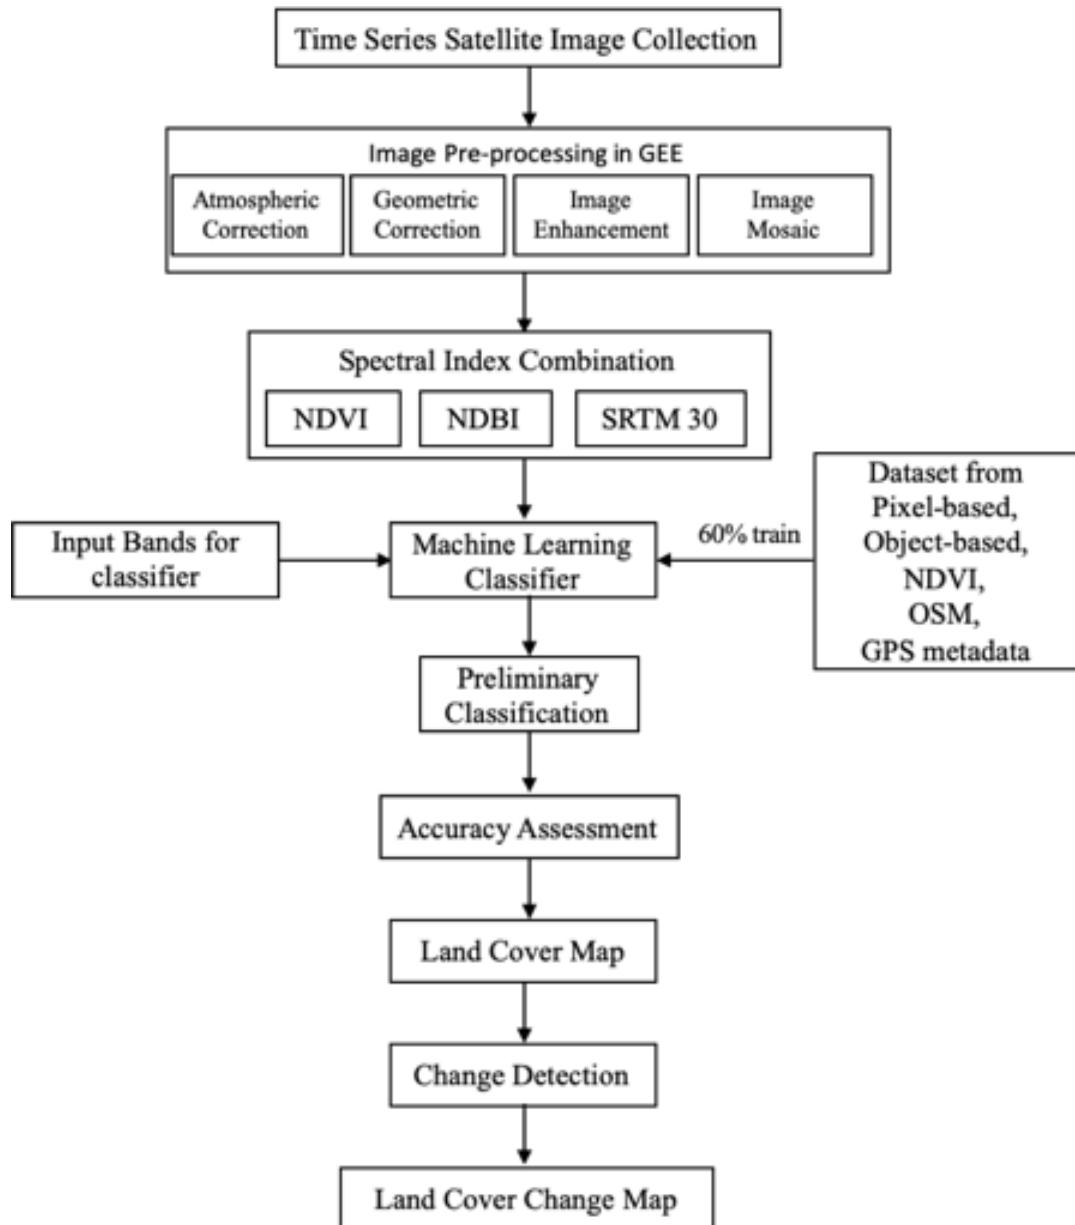 Time Series Satellite Image Collection
Image Pre-processing in GEE
Atmospheric
Correction
Geometric
Correction
Image
Enhancement
Image
Mosaic
Spectral Index Combination
NDVI
NDBI
SRTM 30
Input Bands for
classifier
Machine Learning
Classifier
60% train
Dataset from
Pixel-based,
Object-based,
NDVI,
OSM,
GPS metadata
Preliminary
Classification
Accuracy Assessment
Land Cover Map
Change Detection
Land Cover Change Map